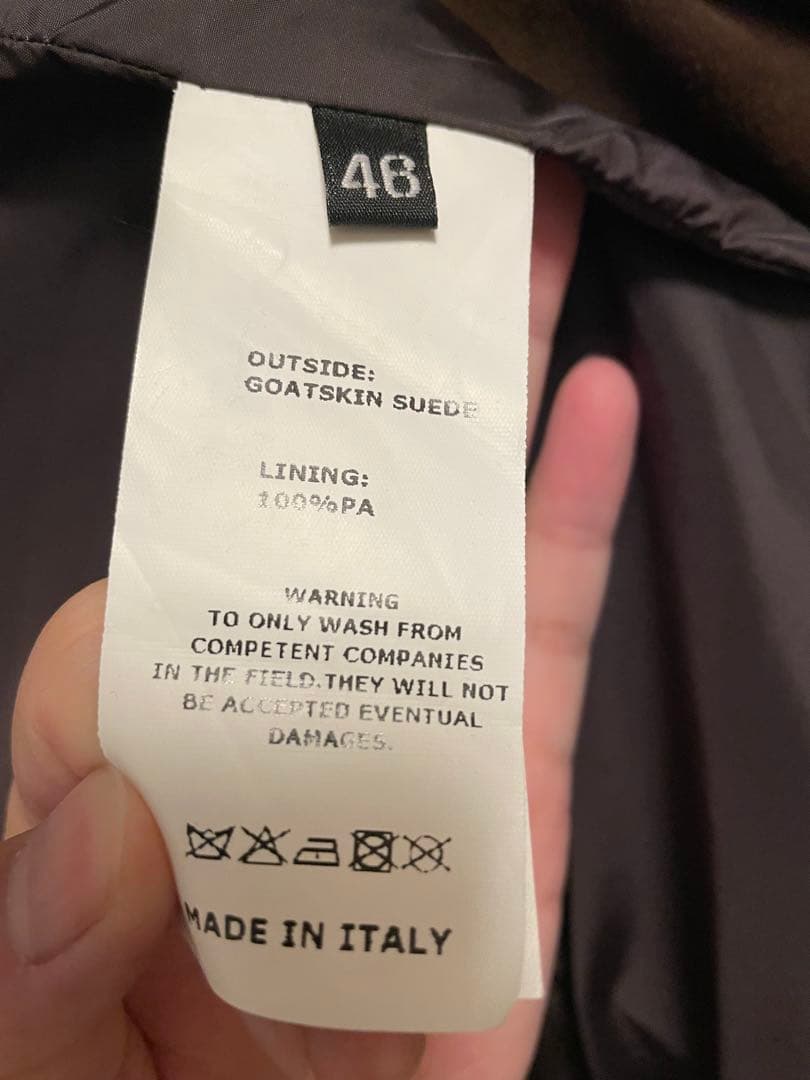 46
OUTSIDE:
GOATSKIN SUEDE
LINING:
100%PA
WARNING
TO ONLY WASH FROM
COMPETENT COMPANIES
IN THE FIELD.THEY WILL NOT
BE ACCEPTED EVENTUAL
DAMAGES.
MADE IN ITALY